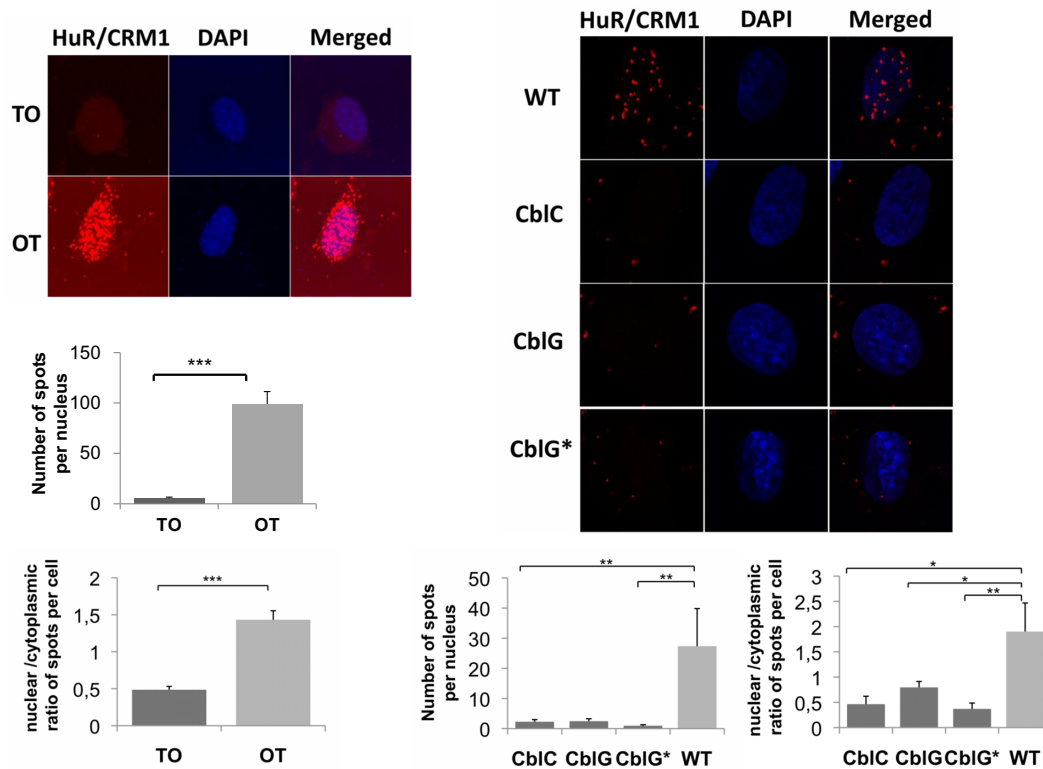 HuR/CRM1 DAPI Merged
TO
OT
HuR/CRM1 DAPI Merged
WT
CblC
CblG
CblG*
Number of spots
per nucleus
150
100
50
0
***
TO OT
nuclear /cytoplasmic
ratio of spots per cell
2
1,5
1
0,5
0
***
TO OT
Number of spots
per nucleus
50
40
30
20
10
0
**
**
CblC CblG CblG* WT
nuclear /cytoplasmic
ratio of spots per cell
3
2,5
2
1,5
1
0,5
0
*
*
**
CblC CblG CblG* WT